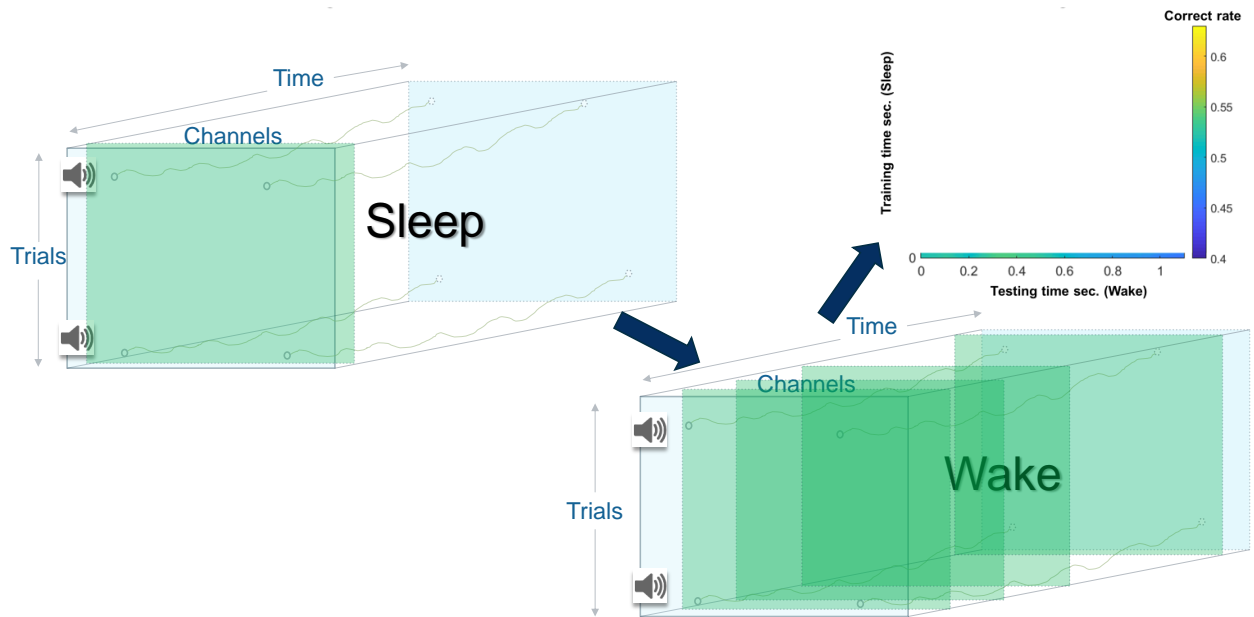 Time
Channels
Sleep
Trials
Correct rate
Training time sec. (Sleep)
0.6
0.55
0.5
0.45
0.4
0
0 0.2 0.4 0.6 0.8 1
Testing time sec. (Wake)
Time
Channels
Wake
Trials